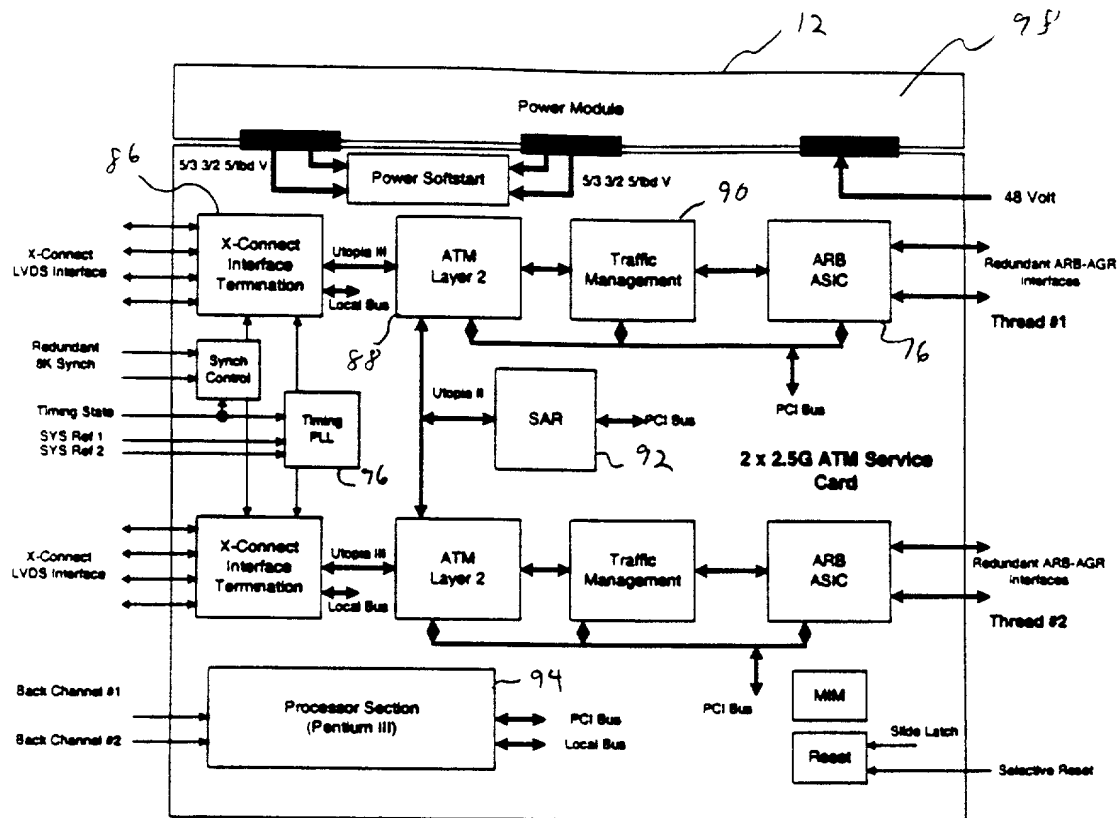 12
98
Power Module
86
5/3 3/2 5/tbd V
Power Softstart
5/3 3/2 5/tbd V
90
48 Volt
X-Connect
LVDS Interface
X-Connect
Interface
Termination
Utopia III
Local Bus
ATM
Layer 2
Traffic
Management
ARB
ASIC
Redundant ARB-AGR
Interfaces
Thread #1
88
76
Redundant
8K Synch
Synch
Control
Timing State
SYS Ref 1
SYS Ref 2
Timing
PLL
96
Utopia II
SAR
PCI Bus
92
PCI Bus
2 x 2.5G ATM Service
Card
X-Connect
LVDS Interface
X-Connect
Interface
Termination
Utopia III
Local Bus
ATM
Layer 2
Traffic
Management
ARB
ASIC
Redundant ARB-AGR
Interfaces
Thread #2
94
Back Channel #1
Back Channel #2
Processor Section
(Pentium III)
PCI Bus
Local Bus
PCI Bus
MIM
Reset
Slide Latch
Selective Reset